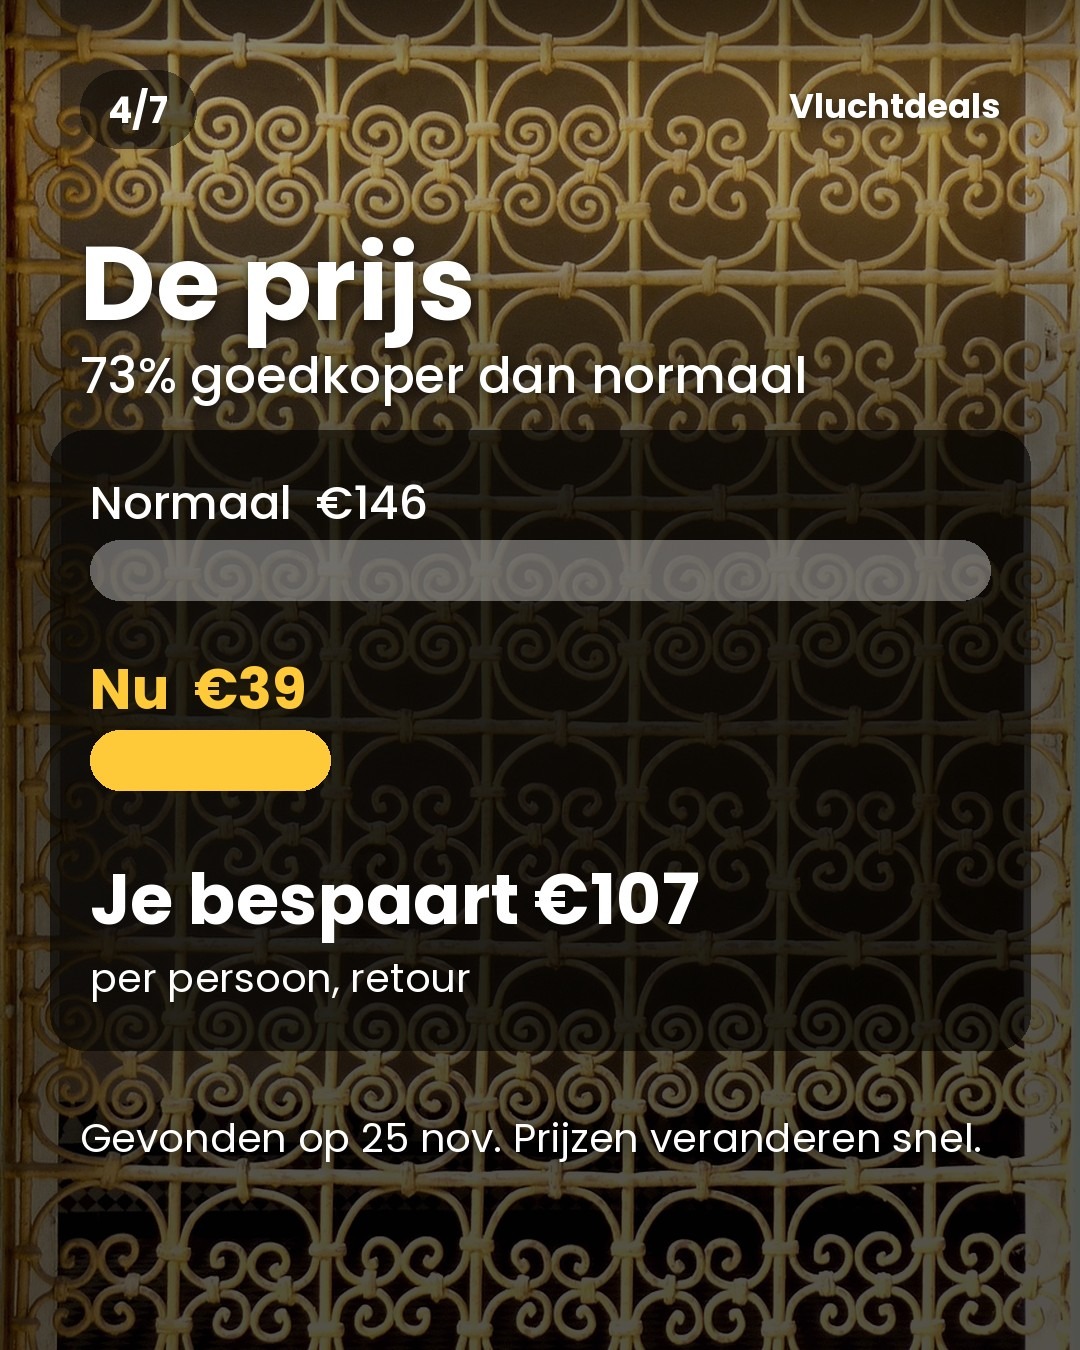 4/7
Vluchtdeals
De prijs
73% goedkoper dan normaal
Normaal €146
Nu €39
Je bespaart €107
per persoon, retour
Gevonden op 25 nov. Prijzen veranderen snel.